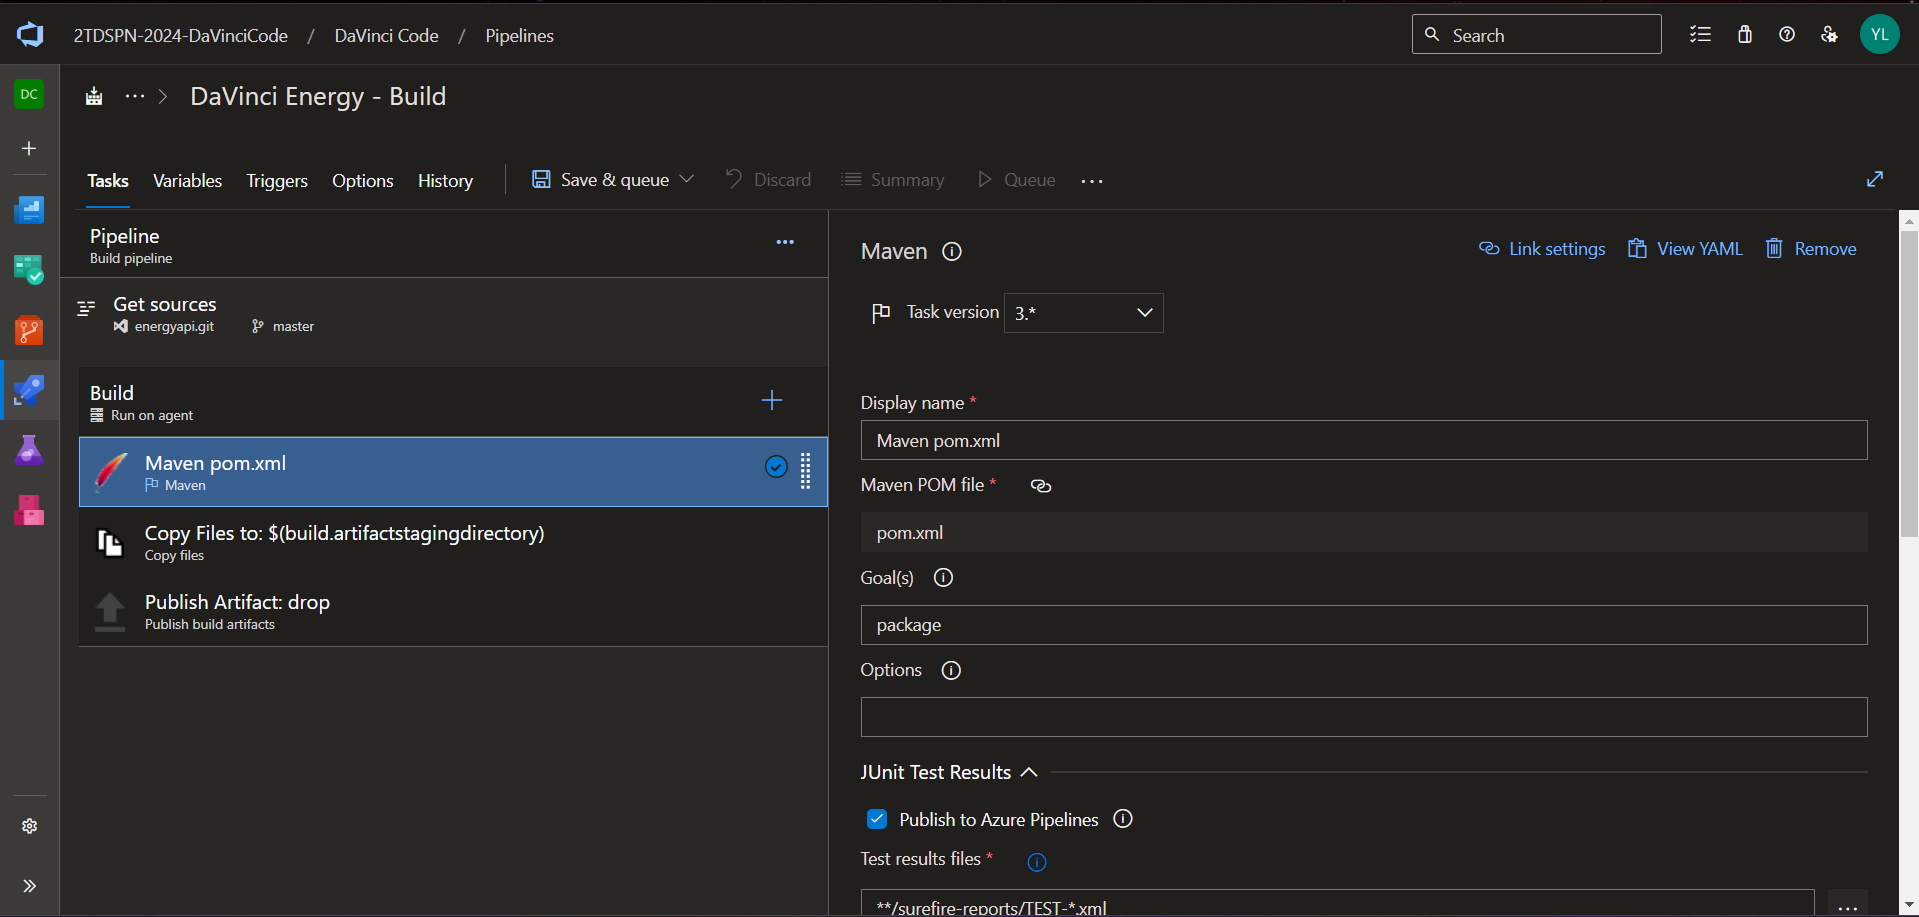 2TDSPN-2024-DaVinciCode / DaVinci Code / Pipelines
Search
YL
DC
DaVinci Energy - Build
Tasks Variables Triggers Options History Save & queue Discard Summary Queue
Pipeline
Build pipeline
Get sources
energyapi.git master
Build
Run on agent
Maven pom.xml
Maven
Copy Files to: $(build.artifactstagingdirectory)
Copy files
Publish Artifact: drop
Publish build artifacts
Maven
Link settings View YAML Remove
Task version 3.*
Display name *
Maven pom.xml
Maven POM file *
pom.xml
Goal(s)
package
Options
JUnit Test Results
Publish to Azure Pipelines
Test results files *
**/surefire-reports/TEST-*.xml